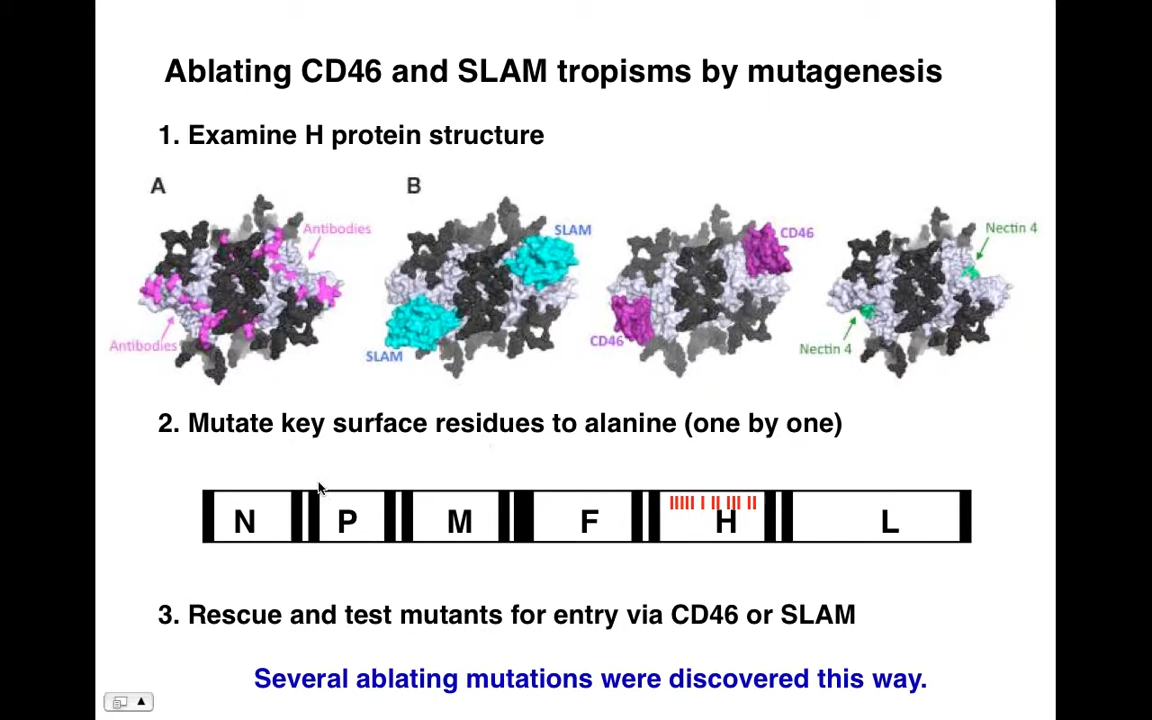 Ablating CD46 and SLAM tropisms by mutagenesis
1. Examine H protein structure
A
B
Antibodies
Antibodies
SLAM
SLAM
CD46
CD46
Nectin 4
Nectin 4
2. Mutate key surface residues to alanine (one by one)
N P M F H L
3. Rescue and test mutants for entry via CD46 or SLAM
Several ablating mutations were discovered this way.